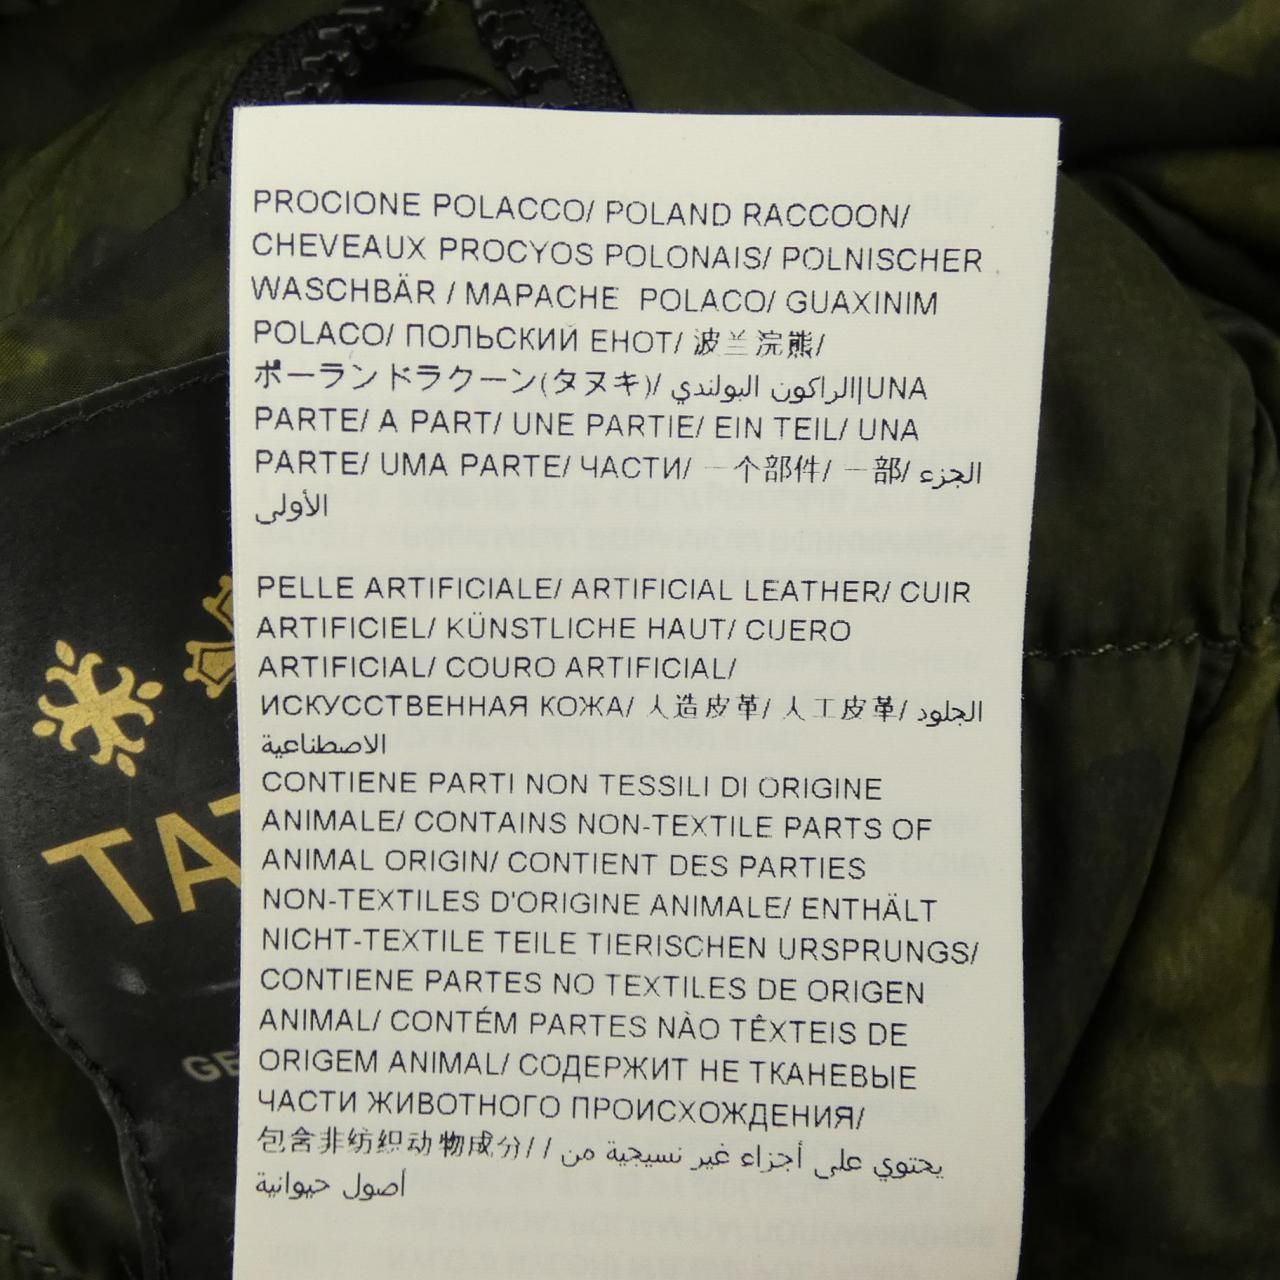 PROCIONE POLACCO/ POLAND RACCOON/
CHEVEAUX PROCYOS POLONAIS/ POLNISCHER
WASCHBÄR / MAPACHE POLACO/ GUAXINIM
POLACO/ ПОЛЬСКИЙ ЕНОТ/ 波兰浣熊/
ポーランドラクーン(タヌキ)/ الراكون البولندي||UNA
PARTE/ A PART/ UNE PARTIE/ EIN TEIL/ UNA
PARTE/ UMA PARTE/ ЧАСТИ/ 一个部件/ 一部/ الجزء
الأولى
PELLE ARTIFICIALE/ ARTIFICIAL LEATHER/ CUIR
ARTIFICIEL/ KÜNSTLICHE HAUT/ CUERO
ARTIFICIAL/ COURO ARTIFICIAL/
ИСКУССТВЕННАЯ КОЖА/ 人造皮革/ 人工皮革/ الجلود
الاصطناعية
CONTIENE PARTI NON TESSILI DI ORIGINE
ANIMALE/ CONTAINS NON-TEXTILE PARTS OF
ANIMAL ORIGIN/ CONTIENT DES PARTIES
NON-TEXTILES D'ORIGINE ANIMALE/ ENTHÄLT
NICHT-TEXTILE TEILE TIERISCHEN URSPRUNGS/
CONTIENE PARTES NO TEXTILES DE ORIGEN
ANIMAL/ CONTÉM PARTES NÀO TÊXTEIS DE
ORIGEM ANIMAL/ СОДЕРЖИТ НЕ ТКАНЕВЫЕ
ЧАСТИ ЖИВОТНОГО ПРОИСХОЖДЕНИЯ/
包含非纺织动物成分/ / يحتوي على أجزاء غير نسيجية من
أصول حيوانية
TAT
GE